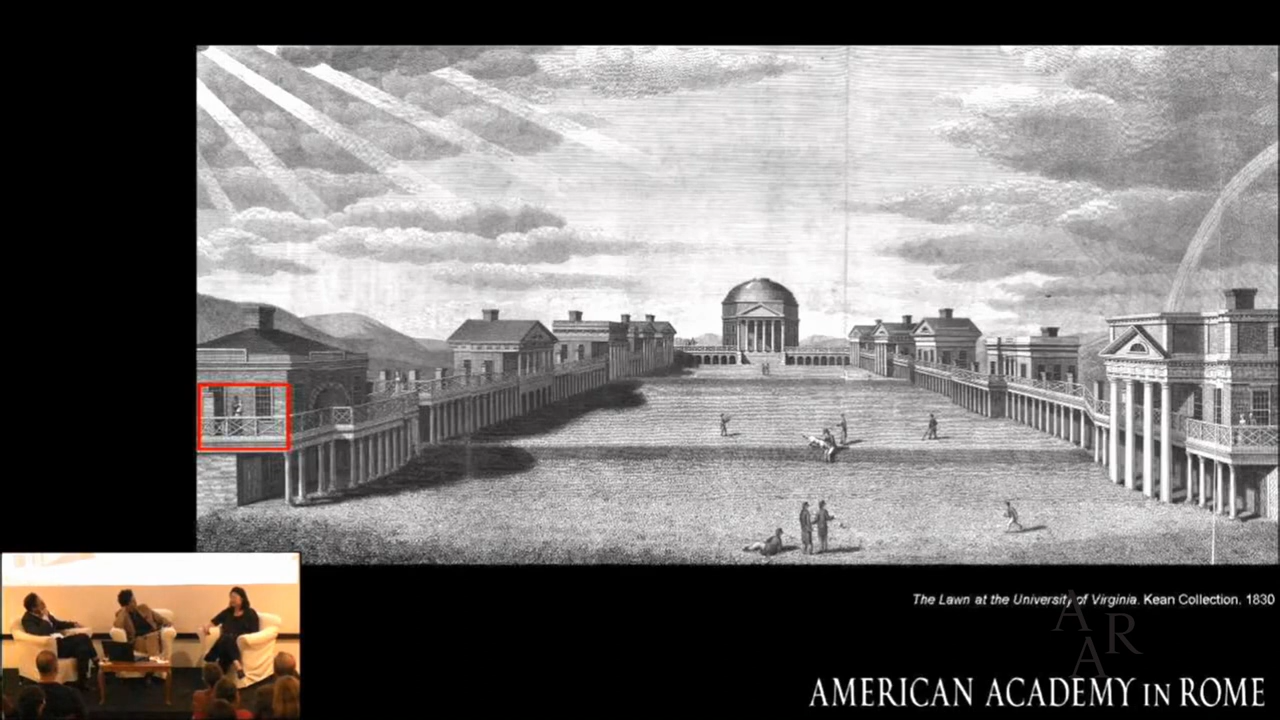 The Lawn at the University of Virginia. Kean Collection. 1830
A
A R
A
AMERICAN ACADEMY IN ROME